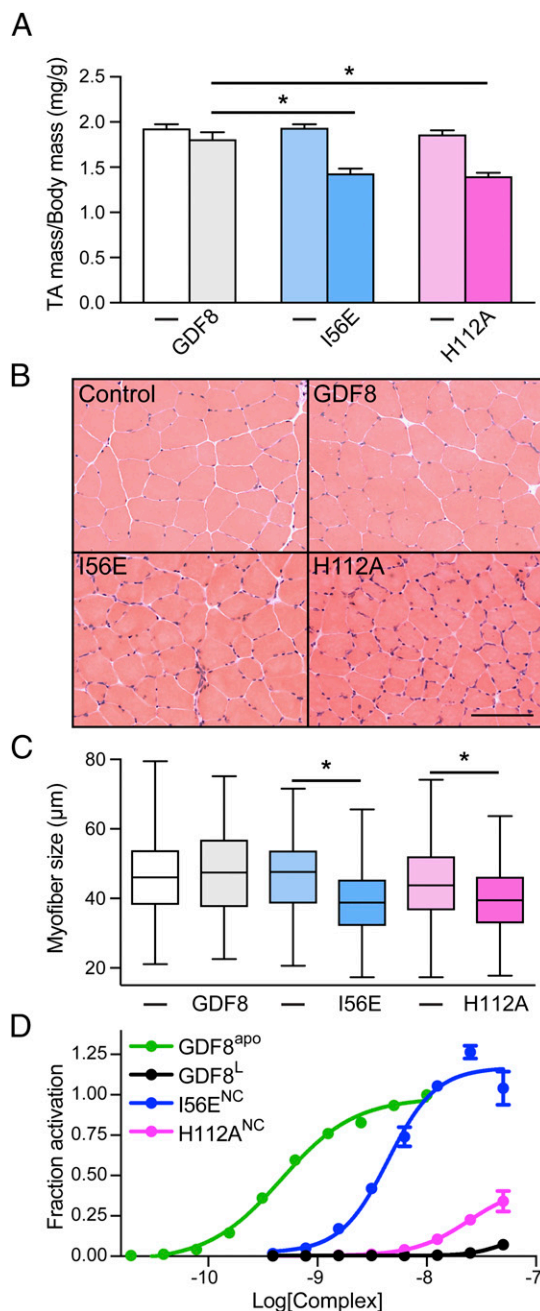 A
TA mass/Body mass (mg/g)
* 
*
2.5
2.0
1.5
1.0
0.5
0.0
— GDF8 — I56E — H112A
B
Control GDF8
I56E H112A
C
Myofiber size (µm)
* *
80
60
40
20
— GDF8 — I56E — H112A
D
Fraction activation
GDF8apo
GDF8L
I56ENC
H112ANC
1.25
1.00
0.75
0.50
0.25
0.00
-10 -9 -8 -7
Log[Complex]